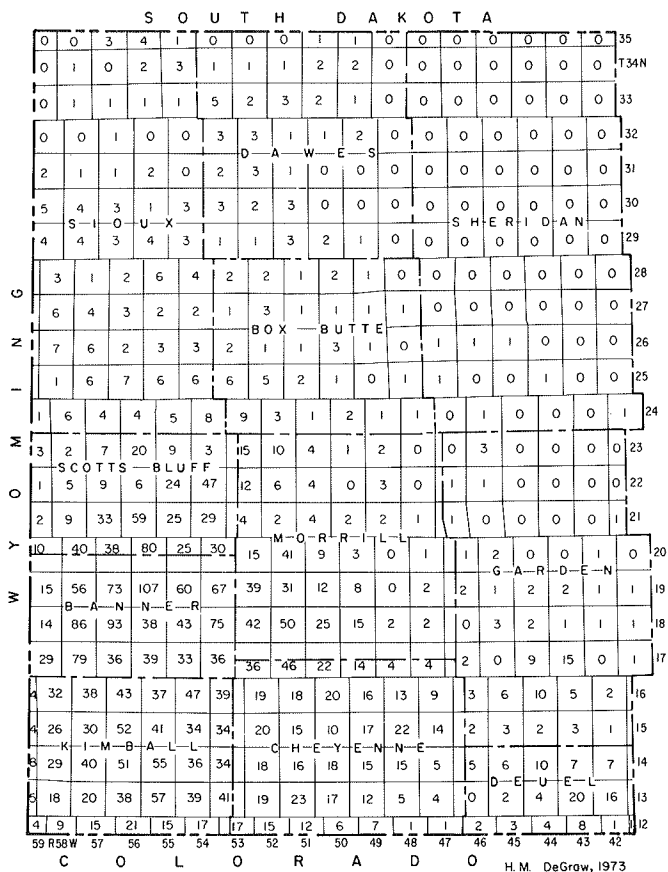 S O U T H D A K O T A
0 0 3 4 1 0 0 0 1 1 0 0 0 0 0 0 0 35
0 1 0 2 3 1 1 1 2 2 0 0 0 0 0 0 0 T34N
0 1 1 1 1 5 2 3 2 1 0 0 0 0 0 0 0 33
0 0 1 0 0 3 3 1 1 2 0 0 0 0 0 0 0 32
D A W E S
2 1 1 2 0 2 3 1 0 0 0 0 0 0 0 0 0 31
5 4 3 1 3 3 2 3 0 0 0 0 0 0 0 0 0 30
S I O U X S H E R I D A N
4 4 3 4 3 1 1 3 2 1 0 0 0 0 0 0 0 29
3 1 2 6 4 2 2 1 2 1 0 0 0 0 0 0 0 28
6 4 3 2 2 1 3 1 1 1 1 0 0 0 0 0 0 27
BOX BUTTE
7 6 2 3 3 2 1 1 3 1 0 1 1 1 0 0 0 26
1 6 7 6 6 6 5 2 1 0 1 1 0 0 1 0 0 25
1 6 4 4 5 8 9 3 1 2 1 1 0 1 0 0 0 1 24
3 2 7 20 9 3 15 10 4 1 2 0 0 3 0 0 0 0 23
SCOTTS BLUFF
1 5 9 6 24 47 12 6 4 0 3 0 1 1 0 0 0 0 22
2 9 33 59 25 29 4 2 4 2 2 1 1 0 0 0 0 1 21
M O R R I L L
10 40 38 80 25 30 15 41 9 3 0 1 1 2 0 0 1 0 20
G A R D E N
15 56 73 107 60 67 39 31 12 8 0 2 2 1 2 2 1 1 19
B A N N E R
14 86 93 38 43 75 42 50 25 15 2 2 0 3 2 1 1 1 18
29 79 36 39 33 36 36 46 22 14 4 4 2 0 9 15 0 1 17
4 32 38 43 37 47 39 19 18 20 16 13 9 3 6 10 5 2 16
4 26 30 52 41 34 34 20 15 10 17 22 14 2 3 2 3 1 15
K I M B A L L C H E Y E N N E
8 29 40 51 55 36 34 18 16 18 15 15 5 5 6 10 7 7 14
D E U E L
5 18 20 38 57 39 41 19 23 17 12 5 4 0 2 4 20 16 13
4 9 15 21 15 17 17 15 12 6 7 1 1 2 3 4 8 1 12
59 R58W 57 56 55 54 53 52 51 50 49 48 47 46 45 44 43 42
C O L O R A D O
H.M. DeGraw, 1973
W Y O M I N G